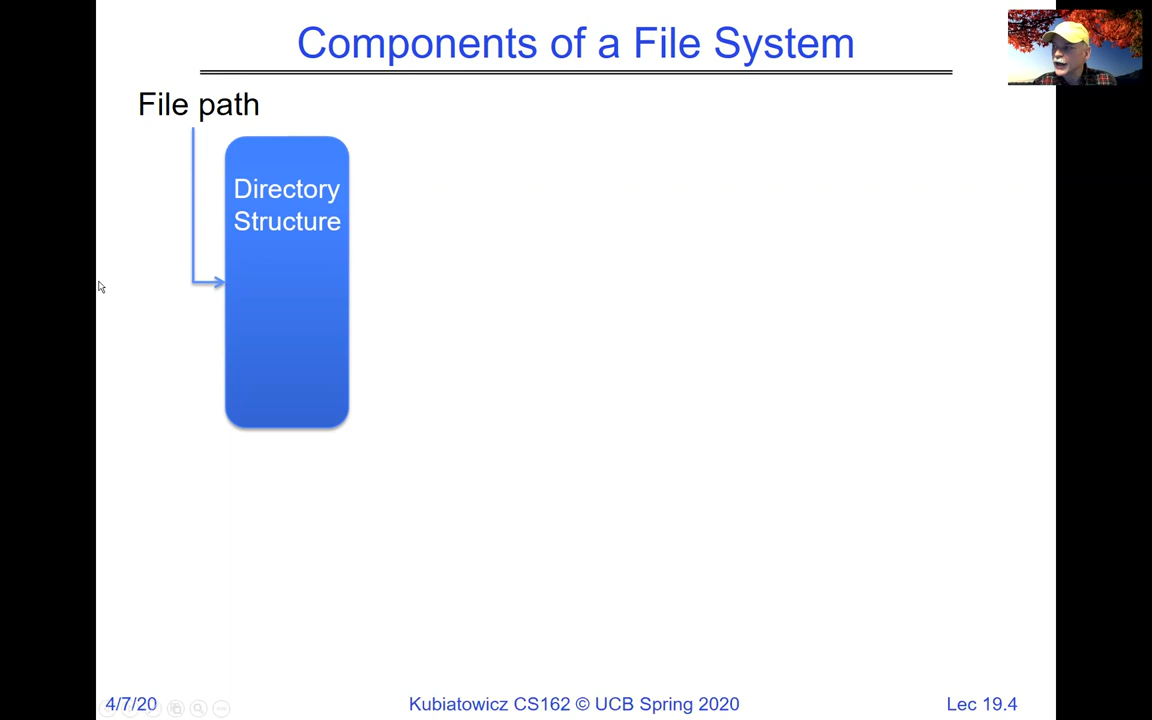 Components of a File System
File path
Directory
Structure
4/7/20
Kubiatowicz CS162 © UCB Spring 2020
Lec 19.4